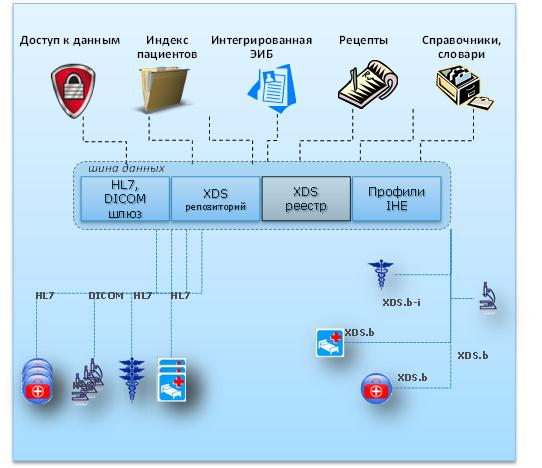 Доступ к данным
Индекс
пациентов
Интегрированная
ЭИБ
Рецепты
Справочники,
словари
шина данных
HL7,
DICOM
шлюз
XDS
репозиторий
XDS
реестр
Профили
IHE
HL7
DICOM
HL7
HL7
XDS.b-i
XDS.b
XDS.b
XDS.b